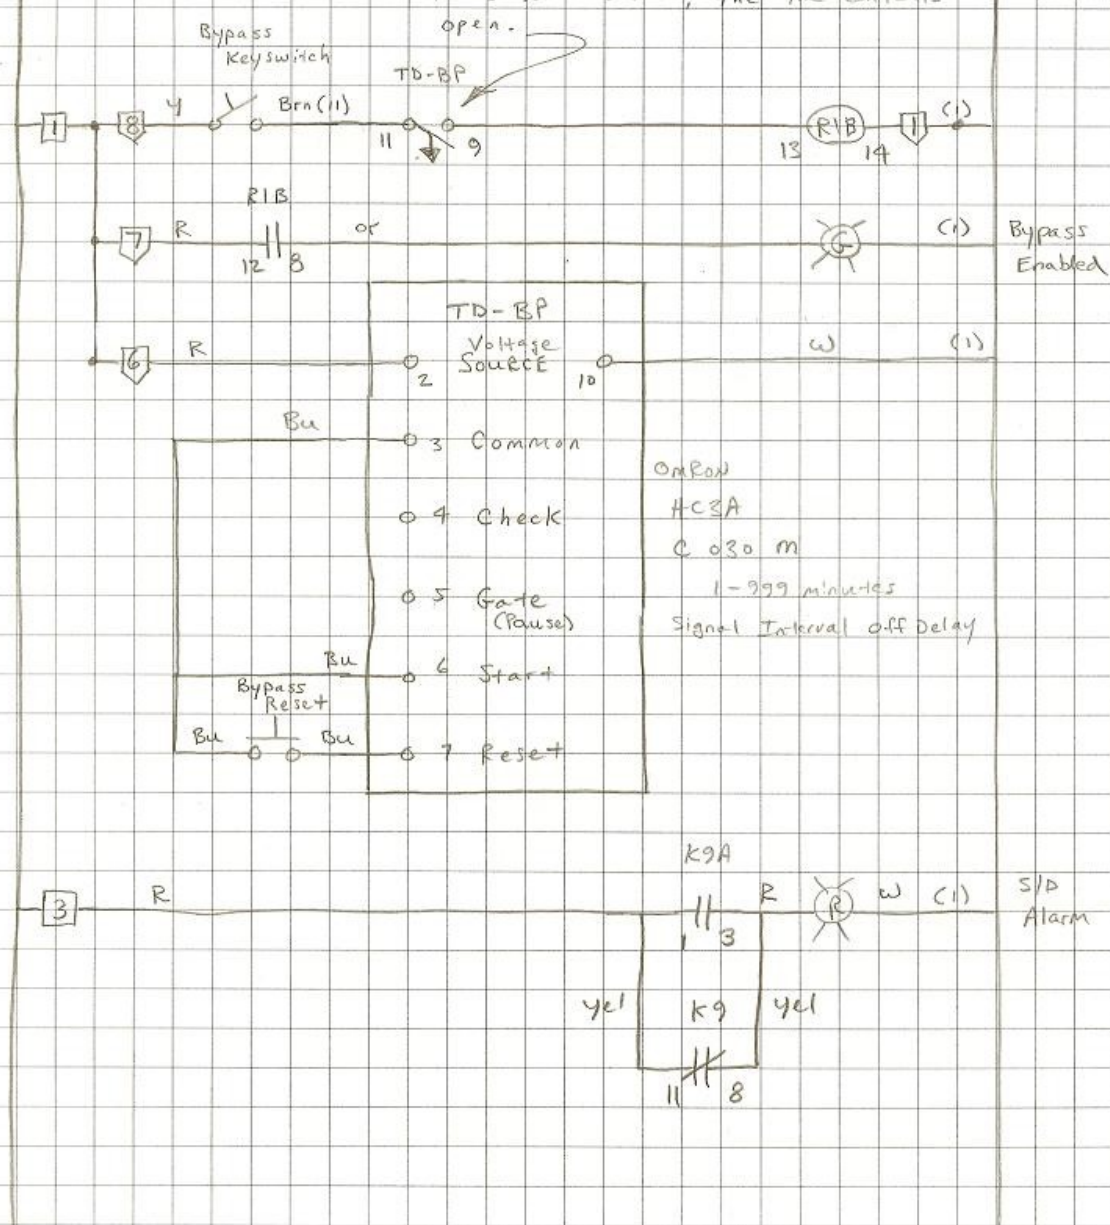 open.
Bypass
Keyswitch
TD-BP
1
8
Y
Brn (11)
11
9
13
R1B
14
1
(1)
R1B
7
R
or
12
8
G
(1)
Bypass
Enabled
TD-BP
Voltage
SOURCE
6
R
2
10
W
(1)
Bu
3 Common
OMRON
4 Check
H3CA
C 030 m
1-999 minutes
5 Gate
(Pause)
Signal Interval Off Delay
Bu
6 Start
Bypass
Reset
Bu
Bu
7 Reset
K9A
3
R
1
3
R
R
W
(1)
S/D
Alarm
Yel
K9
Yel
11
8